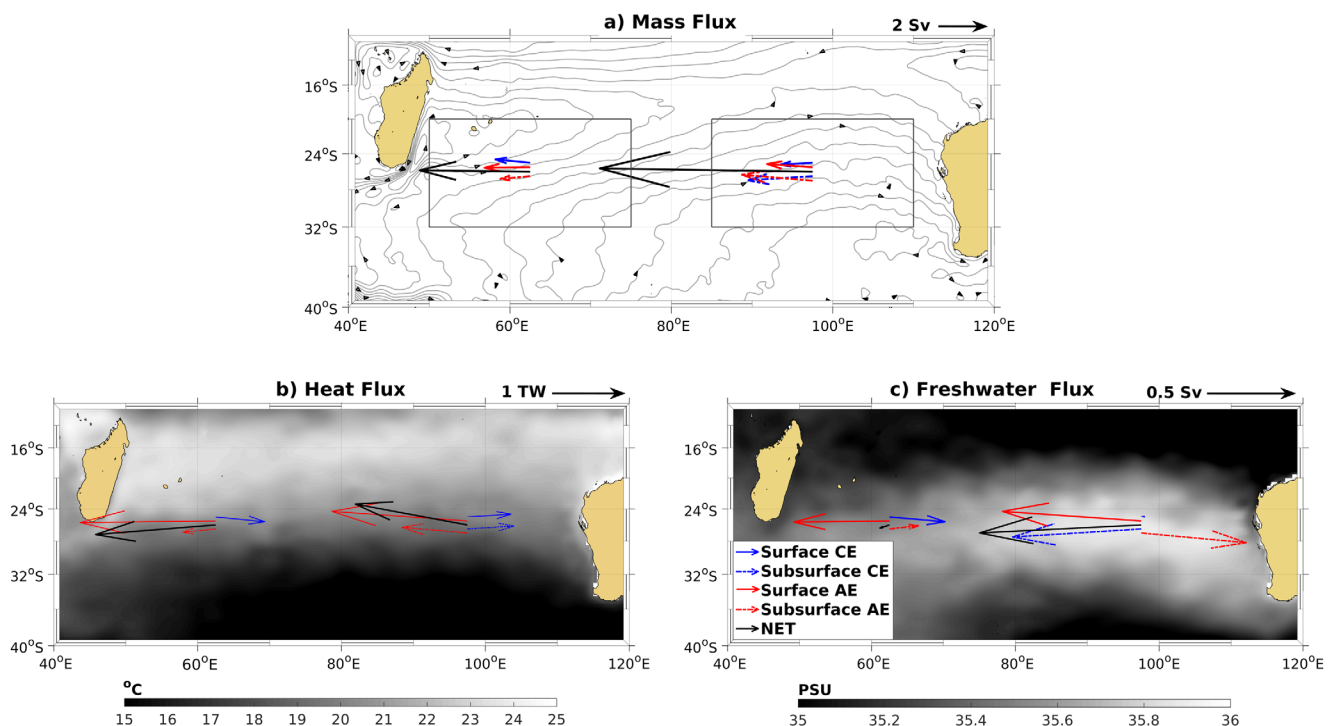 a) Mass Flux
2 Sv
16°S
24°S
32°S
40°S
40°E 60°E 80°E 100°E 120°E
b) Heat Flux
1 TW
16°S
24°S
32°S
40°S
40°E 60°E 80°E 100°E 120°E
°C
15 16 17 18 19 20 21 22 23 24 25
c) Freshwater Flux
0.5 Sv
16°S
24°S
32°S
40°S
Surface CE
Subsurface CE
Surface AE
Subsurface AE
NET
40°E 60°E 80°E 100°E 120°E
PSU
35 35.2 35.4 35.6 35.8 36